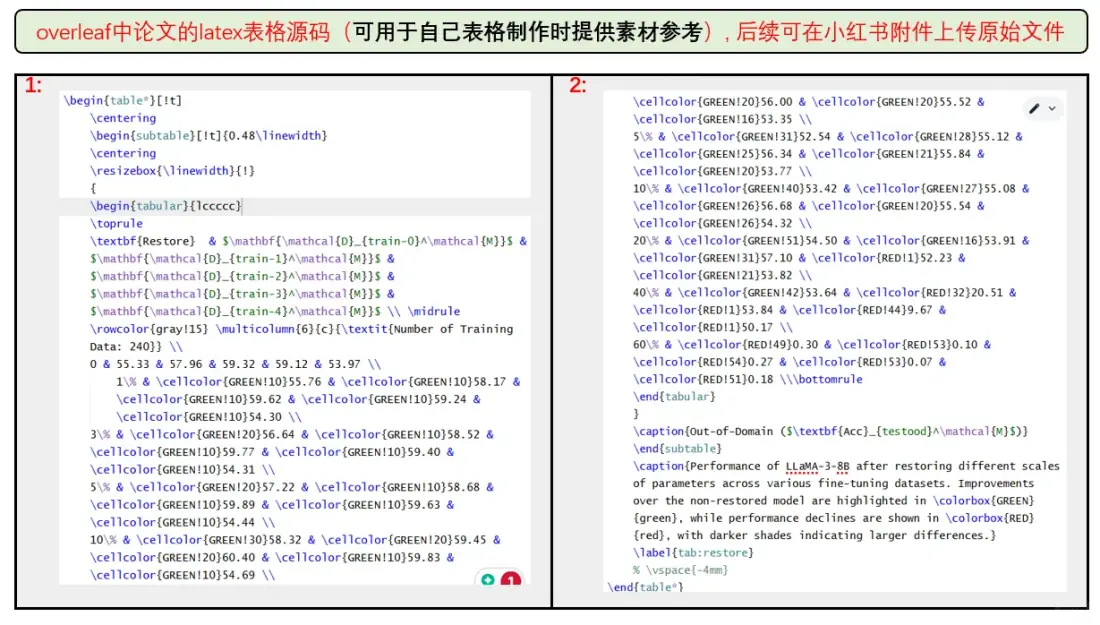 overleaf中论文的latex表格源码（可用于自己表格制作时提供素材参考）, 后续可在小红书附件上传原始文件
1:
\begin{table*}[!t]
\centering
\begin{subtable}[!t]{0.48\linewidth}
\centering
\resizebox{\linewidth}{!}
{
\begin{tabular}{lccccc}
\toprule
\textbf{Restore}  & $\mathbf{\mathcal{D}_{train-0}^\mathcal{M}}$ &
$\mathbf{\mathcal{D}_{train-1}^\mathcal{M}}$ &
$\mathbf{\mathcal{D}_{train-2}^\mathcal{M}}$ &
$\mathbf{\mathcal{D}_{train-3}^\mathcal{M}}$ &
$\mathbf{\mathcal{D}_{train-4}^\mathcal{M}}$ \\ \midrule
\rowcolor{gray!15} \multicolumn{6}{c}{\textit{Number of Training
Data: 240}} \\
0 & 55.33 & 57.96 & 59.32 & 59.12 & 53.97 \\
1\% & \cellcolor{GREEN!10}55.76 & \cellcolor{GREEN!10}58.17 &
\cellcolor{GREEN!10}59.62 & \cellcolor{GREEN!10}59.24 &
\cellcolor{GREEN!10}54.30 \\
3\% & \cellcolor{GREEN!20}56.64 & \cellcolor{GREEN!10}58.52 &
\cellcolor{GREEN!10}59.77 & \cellcolor{GREEN!10}59.40 &
\cellcolor{GREEN!10}54.31 \\
5\% & \cellcolor{GREEN!20}57.22 & \cellcolor{GREEN!10}58.68 &
\cellcolor{GREEN!10}59.89 & \cellcolor{GREEN!10}59.63 &
\cellcolor{GREEN!10}54.44 \\
10\% & \cellcolor{GREEN!30}58.32 & \cellcolor{GREEN!20}59.45 &
\cellcolor{GREEN!20}60.40 & \cellcolor{GREEN!10}59.83 &
\cellcolor{GREEN!10}54.69 \\
1
2:
\cellcolor{GREEN!20}56.00 & \cellcolor{GREEN!20}55.52 &
\cellcolor{GREEN!16}53.35 \\
5\% & \cellcolor{GREEN!31}52.54 & \cellcolor{GREEN!28}55.12 &
\cellcolor{GREEN!25}56.34 & \cellcolor{GREEN!21}55.84 &
\cellcolor{GREEN!20}53.77 \\
10\% & \cellcolor{GREEN!40}53.42 & \cellcolor{GREEN!27}55.08 &
\cellcolor{GREEN!26}56.68 & \cellcolor{GREEN!20}55.54 &
\cellcolor{GREEN!26}54.32 \\
20\% & \cellcolor{GREEN!51}54.50 & \cellcolor{GREEN!16}53.91 &
\cellcolor{GREEN!31}57.10 & \cellcolor{RED!1}52.23 &
\cellcolor{GREEN!21}53.82 \\
40\% & \cellcolor{GREEN!42}53.64 & \cellcolor{RED!32}20.51 &
\cellcolor{RED!1}53.84 & \cellcolor{RED!44}9.67 &
\cellcolor{RED!1}50.17 \\
60\% & \cellcolor{RED!49}0.30 & \cellcolor{RED!53}0.10 &
\cellcolor{RED!54}0.27 & \cellcolor{RED!53}0.07 &
\cellcolor{RED!51}0.18 \\\bottomrule
\end{tabular}
}
\caption{Out-of-Domain ($\textbf{Acc}_{testood}^\mathcal{M}$)}
\end{subtable}
\caption{Performance of LLaMA-3-8B after restoring different scales
of parameters across various fine-tuning datasets. Improvements
over the non-restored model are highlighted in \colorbox{GREEN}
{green}, while performance declines are shown in \colorbox{RED}
{red}, with darker shades indicating larger differences.}
\label{tab:restore}
% \vspace{-4mm}
\end{table*}